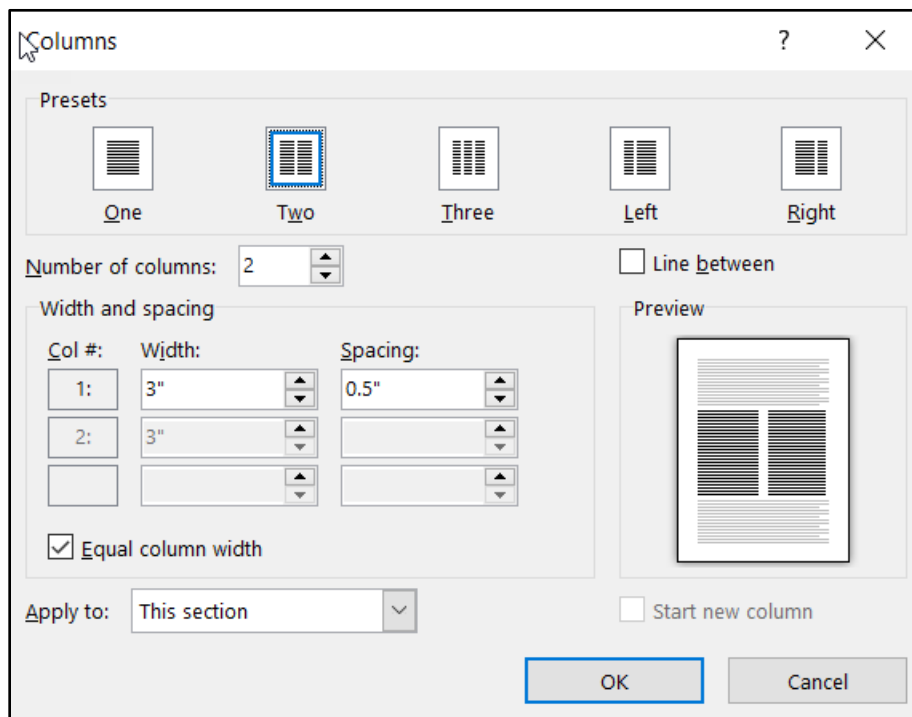 Columns ?
Presets
One Two Three Left Right
Number of columns: 2
Line between
Width and spacing
Col #: Width: Spacing:
1: 3" 0.5"
2: 3"
Equal column width
Preview
Apply to: This section
Start new column
OK Cancel